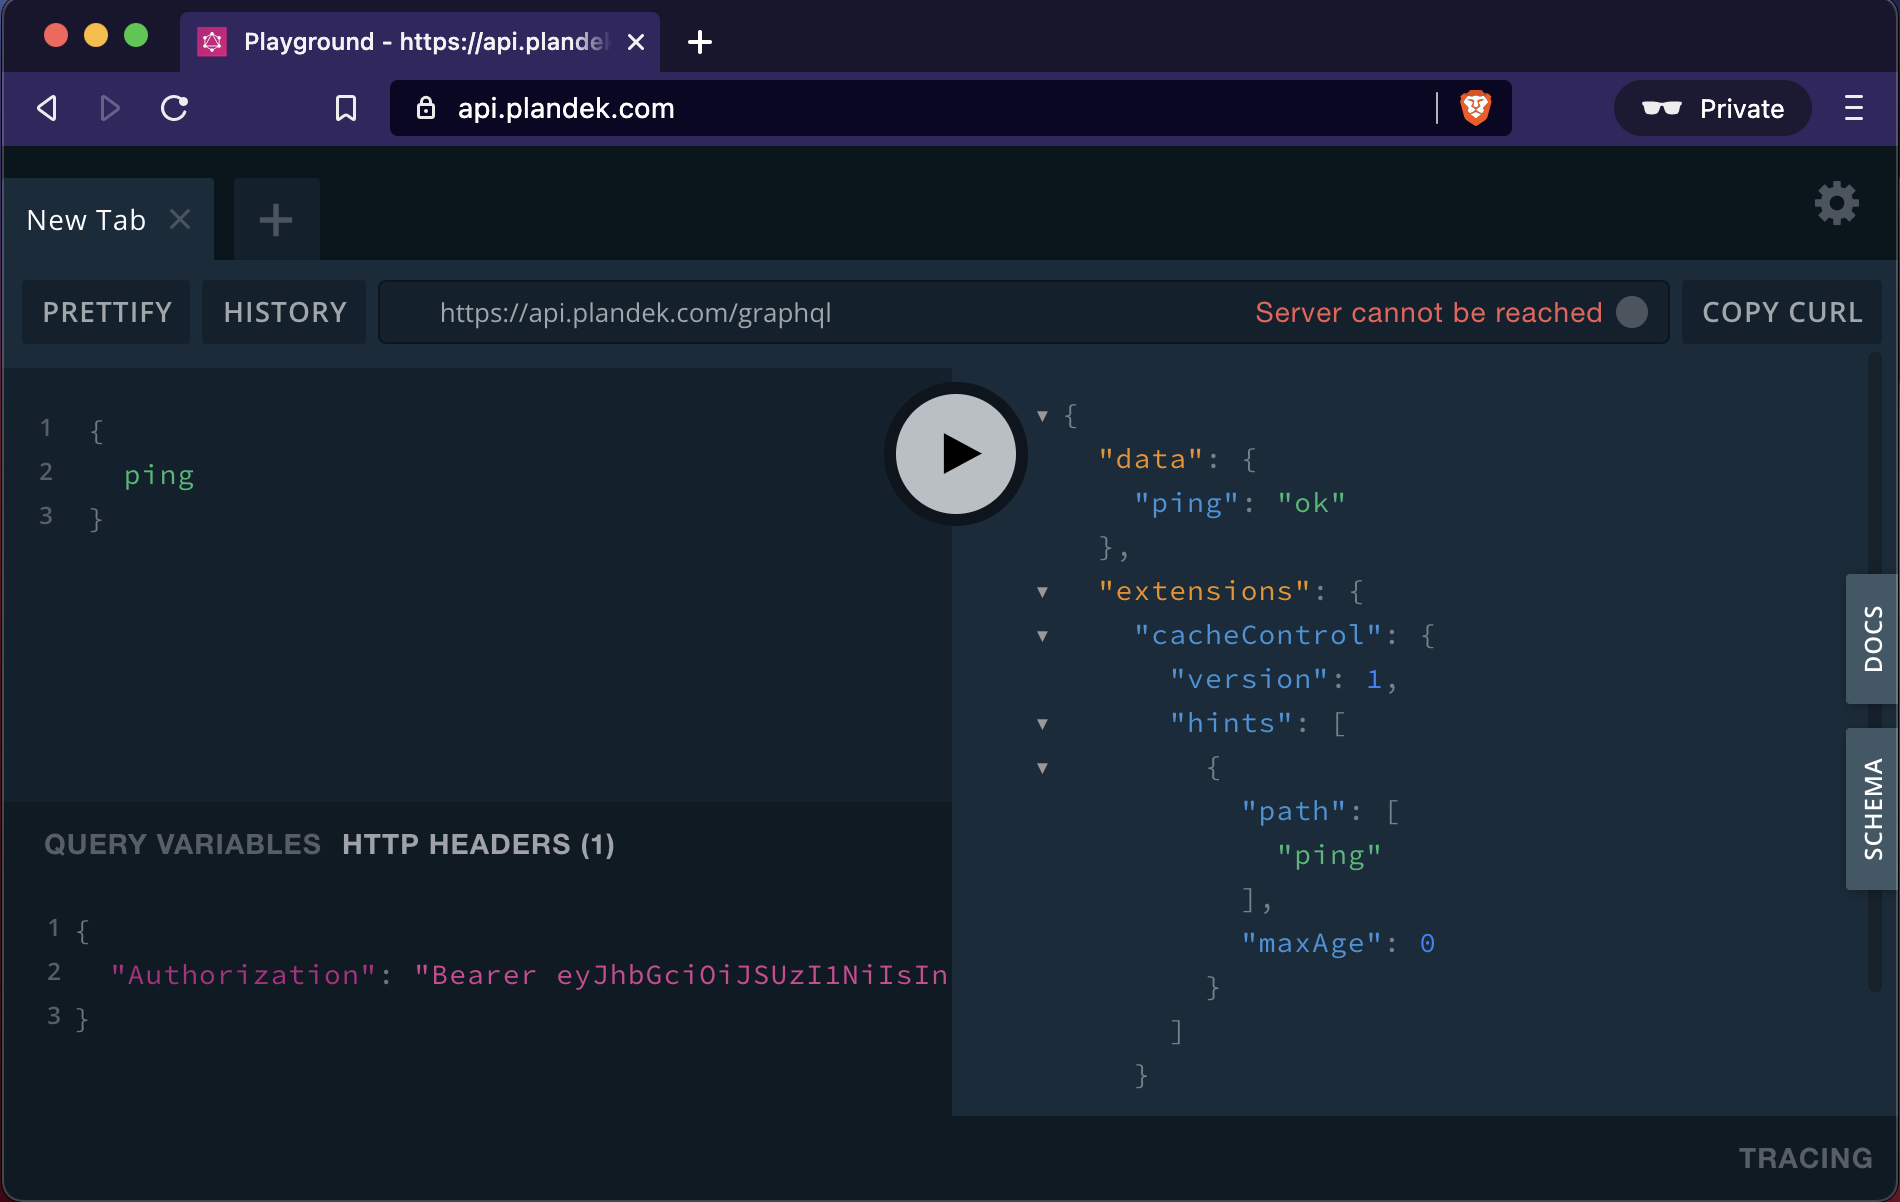 Playground - https://api.plandek
api.plandek.com
Private
New Tab
PRETTIFY
HISTORY
https://api.plandek.com/graphql
Server cannot be reached
COPY CURL
1 {
2 ping
3 }
{
"data": {
"ping": "ok"
},
"extensions": {
"cacheControl": {
"version": 1,
"hints": [
{
"path": [
"ping"
],
"maxAge": 0
}
]
}
DOCS
SCHEMA
QUERY VARIABLES HTTP HEADERS (1)
1 {
2 "Authorization": "Bearer eyJhbGciOiJSUzI1NiIsIn
3 }
TRACING